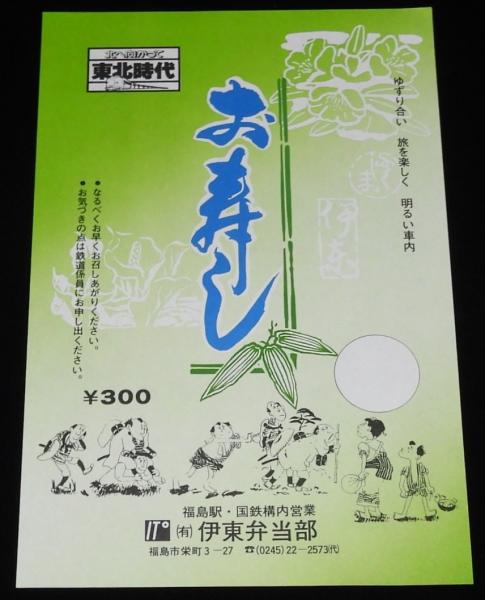 北へ向かって
東北時代
お寿し
ゆずり合い 旅を楽しく 明るい車内
●なるべくお早くお召しあがりください。
●お気づきの点は鉄道係員にお申し出ください。
¥300
福島駅・国鉄構内営業
(有)伊東弁当部
福島市栄町3-27 ☎(0245)22-2573(代)